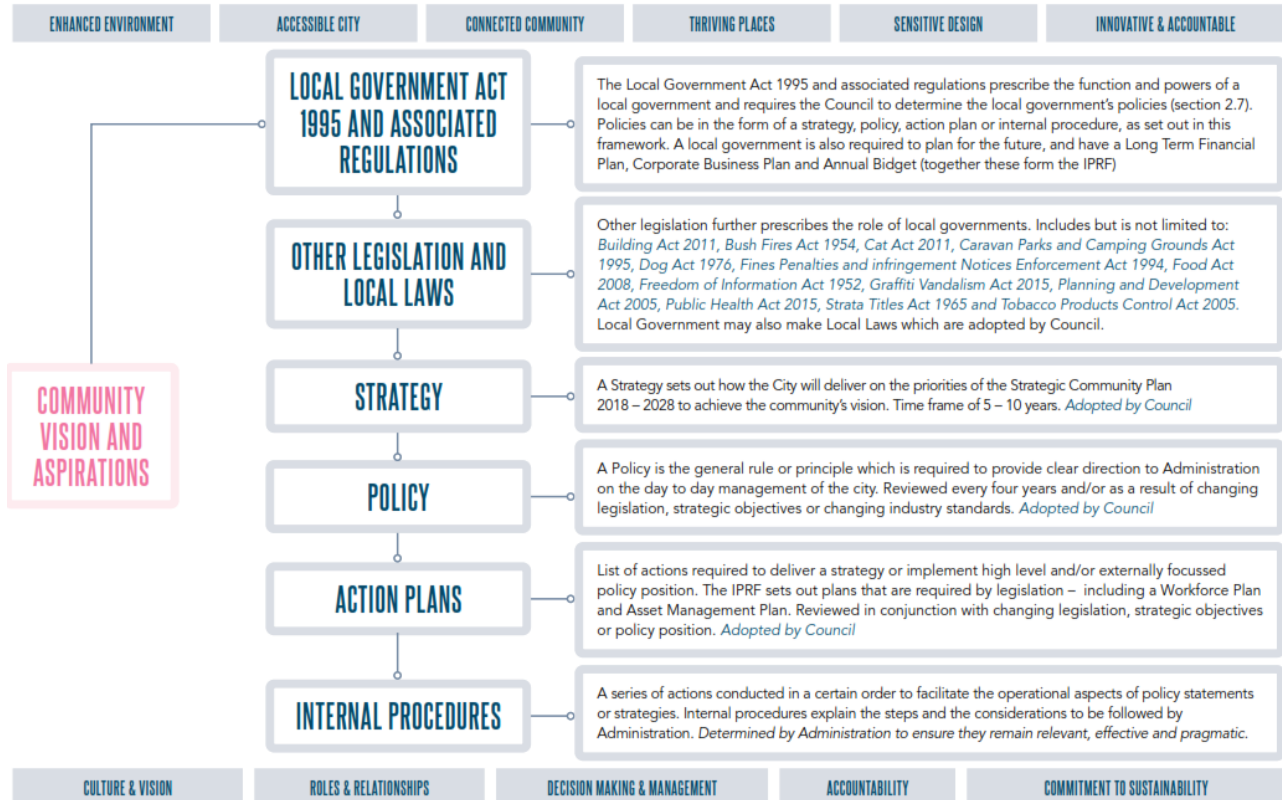 ENHANCED ENVIRONMENT
ACCESSIBLE CITY
CONNECTED COMMUNITY
THRIVING PLACES
SENSITIVE DESIGN
INNOVATIVE & ACCOUNTABLE
COMMUNITY
VISION AND
ASPIRATIONS
LOCAL GOVERNMENT ACT
1995 AND ASSOCIATED
REGULATIONS
The Local Government Act 1995 and associated regulations prescribe the function and powers of a
local government and requires the Council to determine the local government's policies (section 2.7).
Policies can be in the form of a strategy, policy, action plan or internal procedure, as set out in this
framework. A local government is also required to plan for the future, and have a Long Term Financial
Plan, Corporate Business Plan and Annual Bidget (together these form the IPRF)
OTHER LEGISLATION AND
LOCAL LAWS
Other legislation further prescribes the role of local governments. Includes but is not limited to:
Building Act 2011, Bush Fires Act 1954, Cat Act 2011, Caravan Parks and Camping Grounds Act
1995, Dog Act 1976, Fines Penalties and infringement Notices Enforcement Act 1994, Food Act
2008, Freedom of Information Act 1952, Graffiti Vandalism Act 2015, Planning and Development
Act 2005, Public Health Act 2015, Strata Titles Act 1965 and Tobacco Products Control Act 2005.
Local Government may also make Local Laws which are adopted by Council.
STRATEGY
A Strategy sets out how the City will deliver on the priorities of the Strategic Community Plan
2018 – 2028 to achieve the community's vision. Time frame of 5 – 10 years. Adopted by Council
POLICY
A Policy is the general rule or principle which is required to provide clear direction to Administration
on the day to day management of the city. Reviewed every four years and/or as a result of changing
legislation, strategic objectives or changing industry standards. Adopted by Council
ACTION PLANS
List of actions required to deliver a strategy or implement high level and/or externally focussed
policy position. The IPRF sets out plans that are required by legislation – including a Workforce Plan
and Asset Management Plan. Reviewed in conjunction with changing legislation, strategic objectives
or policy position. Adopted by Council
INTERNAL PROCEDURES
A series of actions conducted in a certain order to facilitate the operational aspects of policy statements
or strategies. Internal procedures explain the steps and the considerations to be followed by
Administration. Determined by Administration to ensure they remain relevant, effective and pragmatic.
CULTURE & VISION
ROLES & RELATIONSHIPS
DECISION MAKING & MANAGEMENT
ACCOUNTABILITY
COMMITMENT TO SUSTAINABILITY